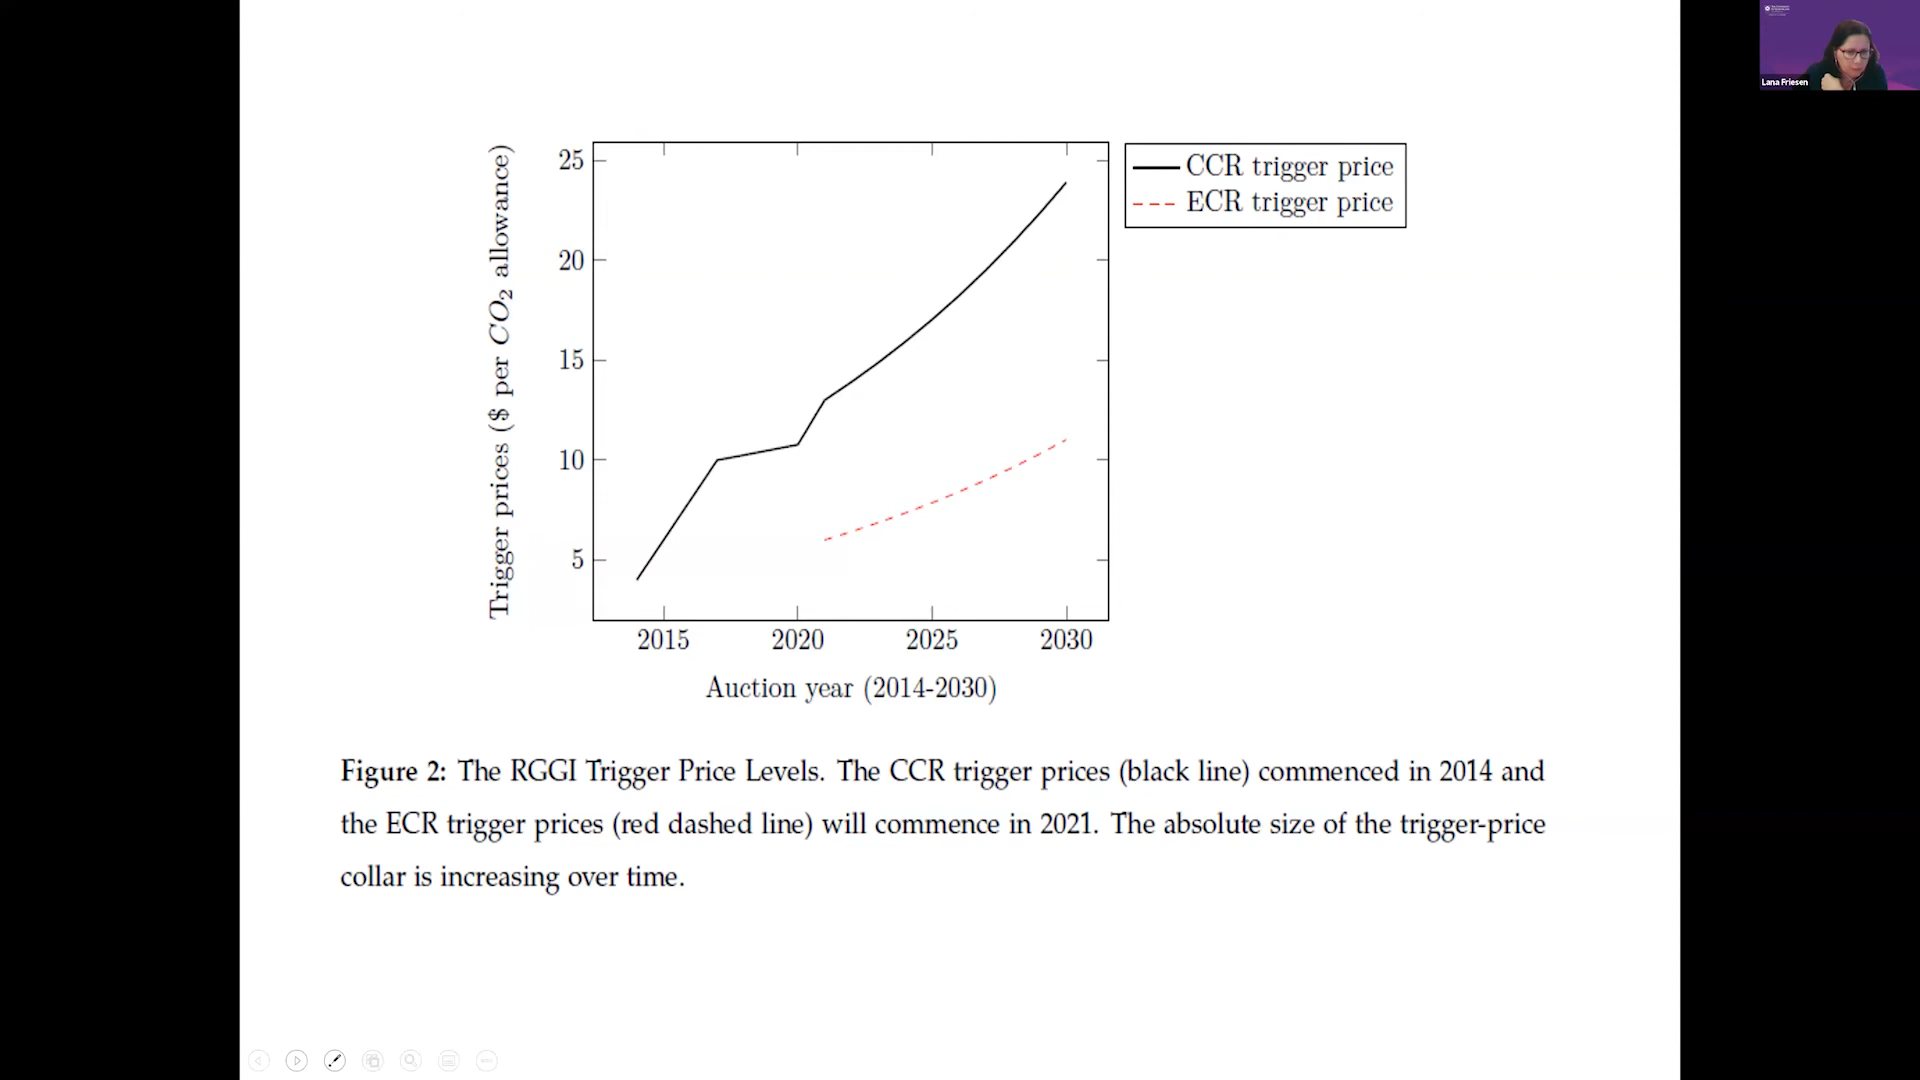 Lana Friesen
25
20
15
10
5
Trigger prices ($ per CO2 allowance)
CCR trigger price
ECR trigger price
2015 2020 2025 2030
Auction year (2014-2030)
Figure 2: The RGGI Trigger Price Levels. The CCR trigger prices (black line) commenced in 2014 and
the ECR trigger prices (red dashed line) will commence in 2021. The absolute size of the trigger-price
collar is increasing over time.